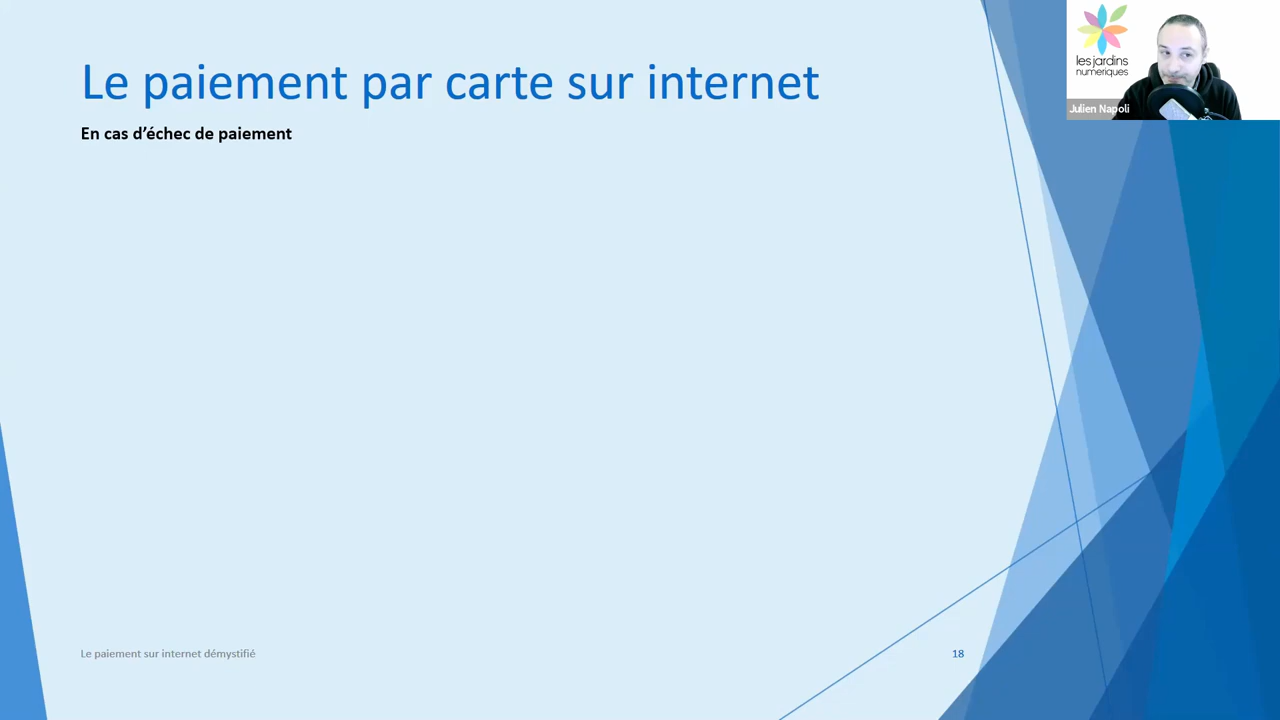 Le paiement par carte sur internet
En cas d’échec de paiement
les jardins
numeriques
Julien Napoli
Le paiement sur internet démystifié
18